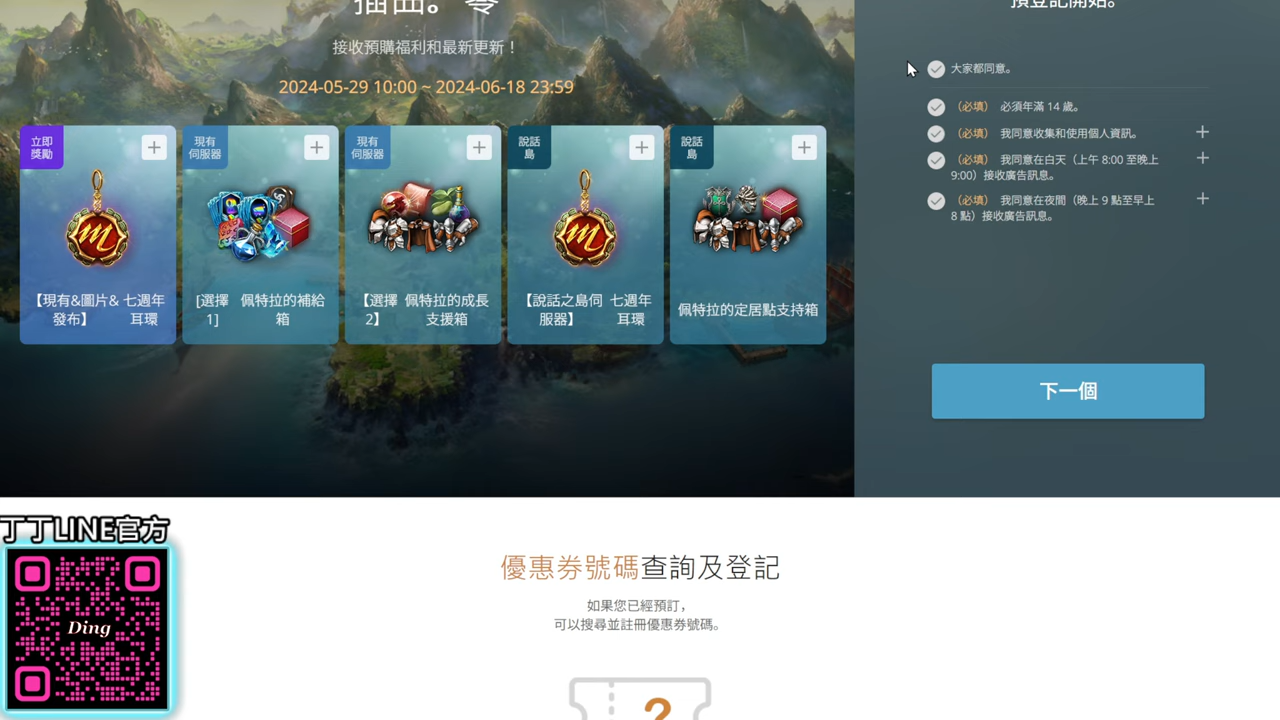 接收預購福利和最新更新！
2024-05-29 10:00 ~ 2024-06-18 23:59
立即
獎勵
【現有&圖片& 七週年
發布】 耳環
現有
伺服器
[選擇 佩特拉的補給
1] 箱
現有
伺服器
【選擇 佩特拉的成長
2】 支援箱
說話
島
【說話之島伺 七週年
服器】 耳環
說話
島
佩特拉的定居點支持箱
預登記開始。
大家都同意。
（必填） 必須年滿 14 歲。
（必填） 我同意收集和使用個人資訊。
（必填） 我同意在白天（上午 8:00 至晚上
9:00）接收廣告訊息。
（必填） 我同意在夜間（晚上 9 點至早上
8 點）接收廣告訊息。
下一個
丁丁LINE官方
Ding
優惠券號碼查詢及登記
如果您已經預訂，
可以搜尋並註冊優惠券號碼。
?